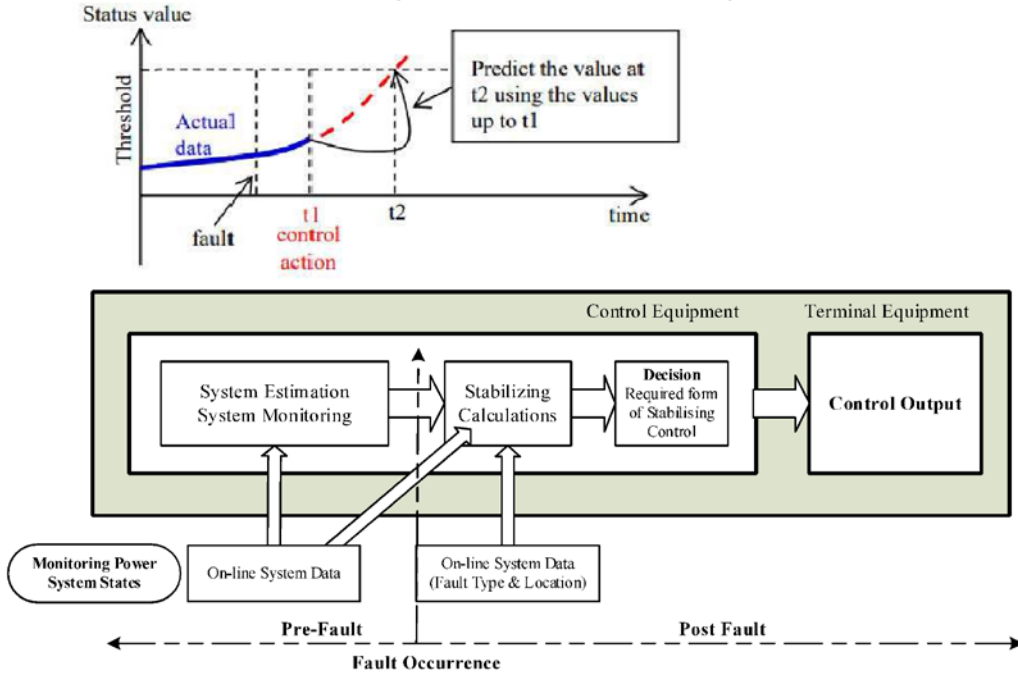 Status value
Threshold
Actual
data
Predict the value at
t2 using the values
up to t1
fault
t1
control
action
t2
time
Control Equipment
Terminal Equipment
System Estimation
System Monitoring
Stabilizing
Calculations
Decision
Required form
of Stabilising
Control
Control Output
Monitoring Power
System States
On-line System Data
On-line System Data
(Fault Type & Location)
Pre-Fault
Post Fault
Fault Occurrence